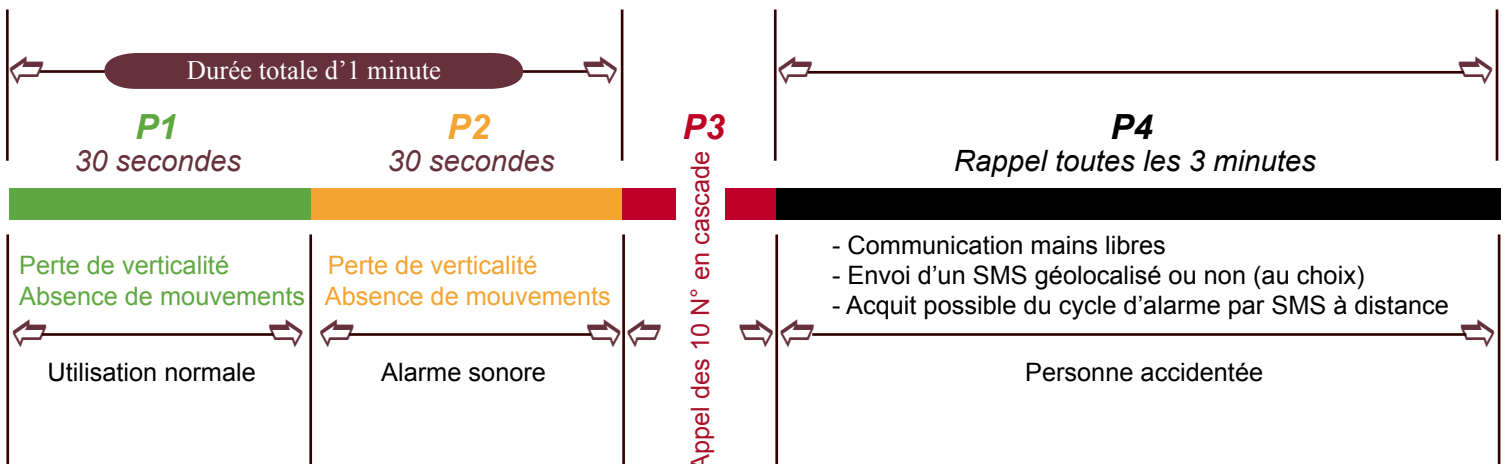 Durée totale d’1 minute
P1
30 secondes
P2
30 secondes
P3
Appel des 10 N° en cascade
P4
Rappel toutes les 3 minutes
Perte de verticalité
Absence de mouvements
Perte de verticalité
Absence de mouvements
- Communication mains libres
- Envoi d’un SMS géolocalisé ou non (au choix)
- Acquit possible du cycle d’alarme par SMS à distance
Utilisation normale
Alarme sonore
Personne accidentée